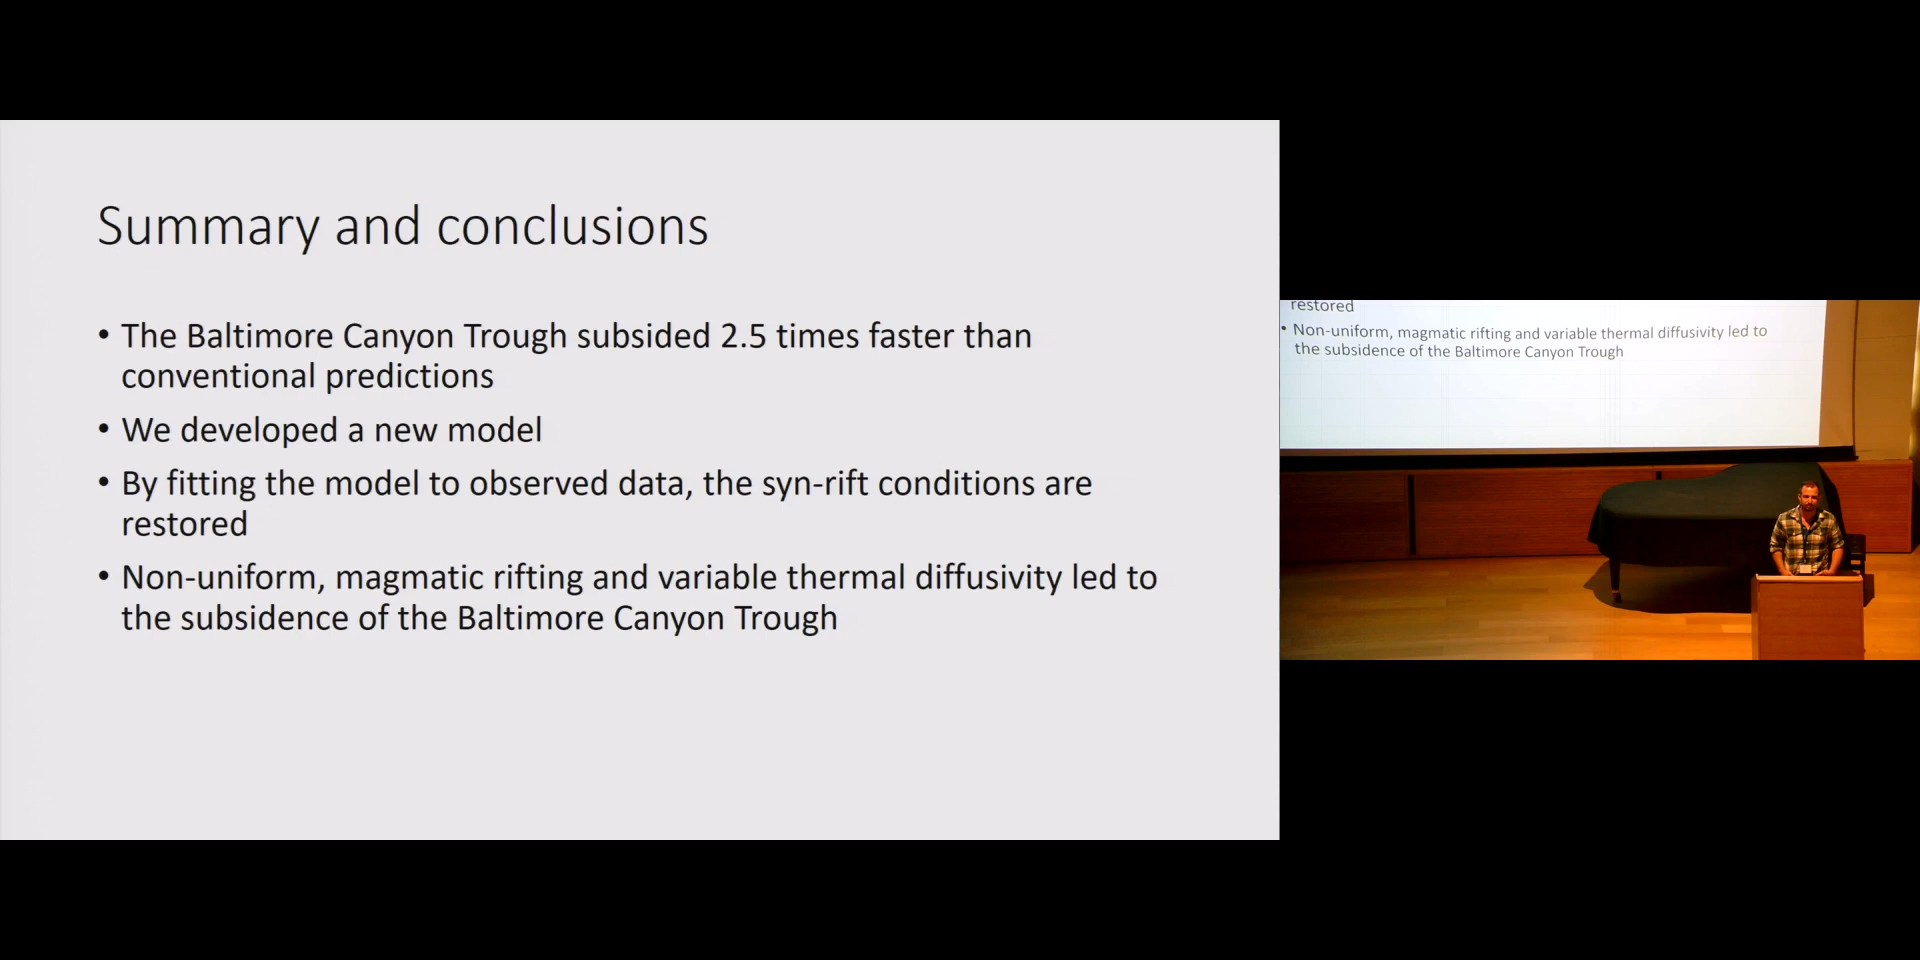 Summary and conclusions
• The Baltimore Canyon Trough subsided 2.5 times faster than
conventional predictions
• We developed a new model
• By fitting the model to observed data, the syn-rift conditions are
restored
• Non-uniform, magmatic rifting and variable thermal diffusivity led to
the subsidence of the Baltimore Canyon Trough
restored
• Non-uniform, magmatic rifting and variable thermal diffusivity led to
the subsidence of the Baltimore Canyon Trough